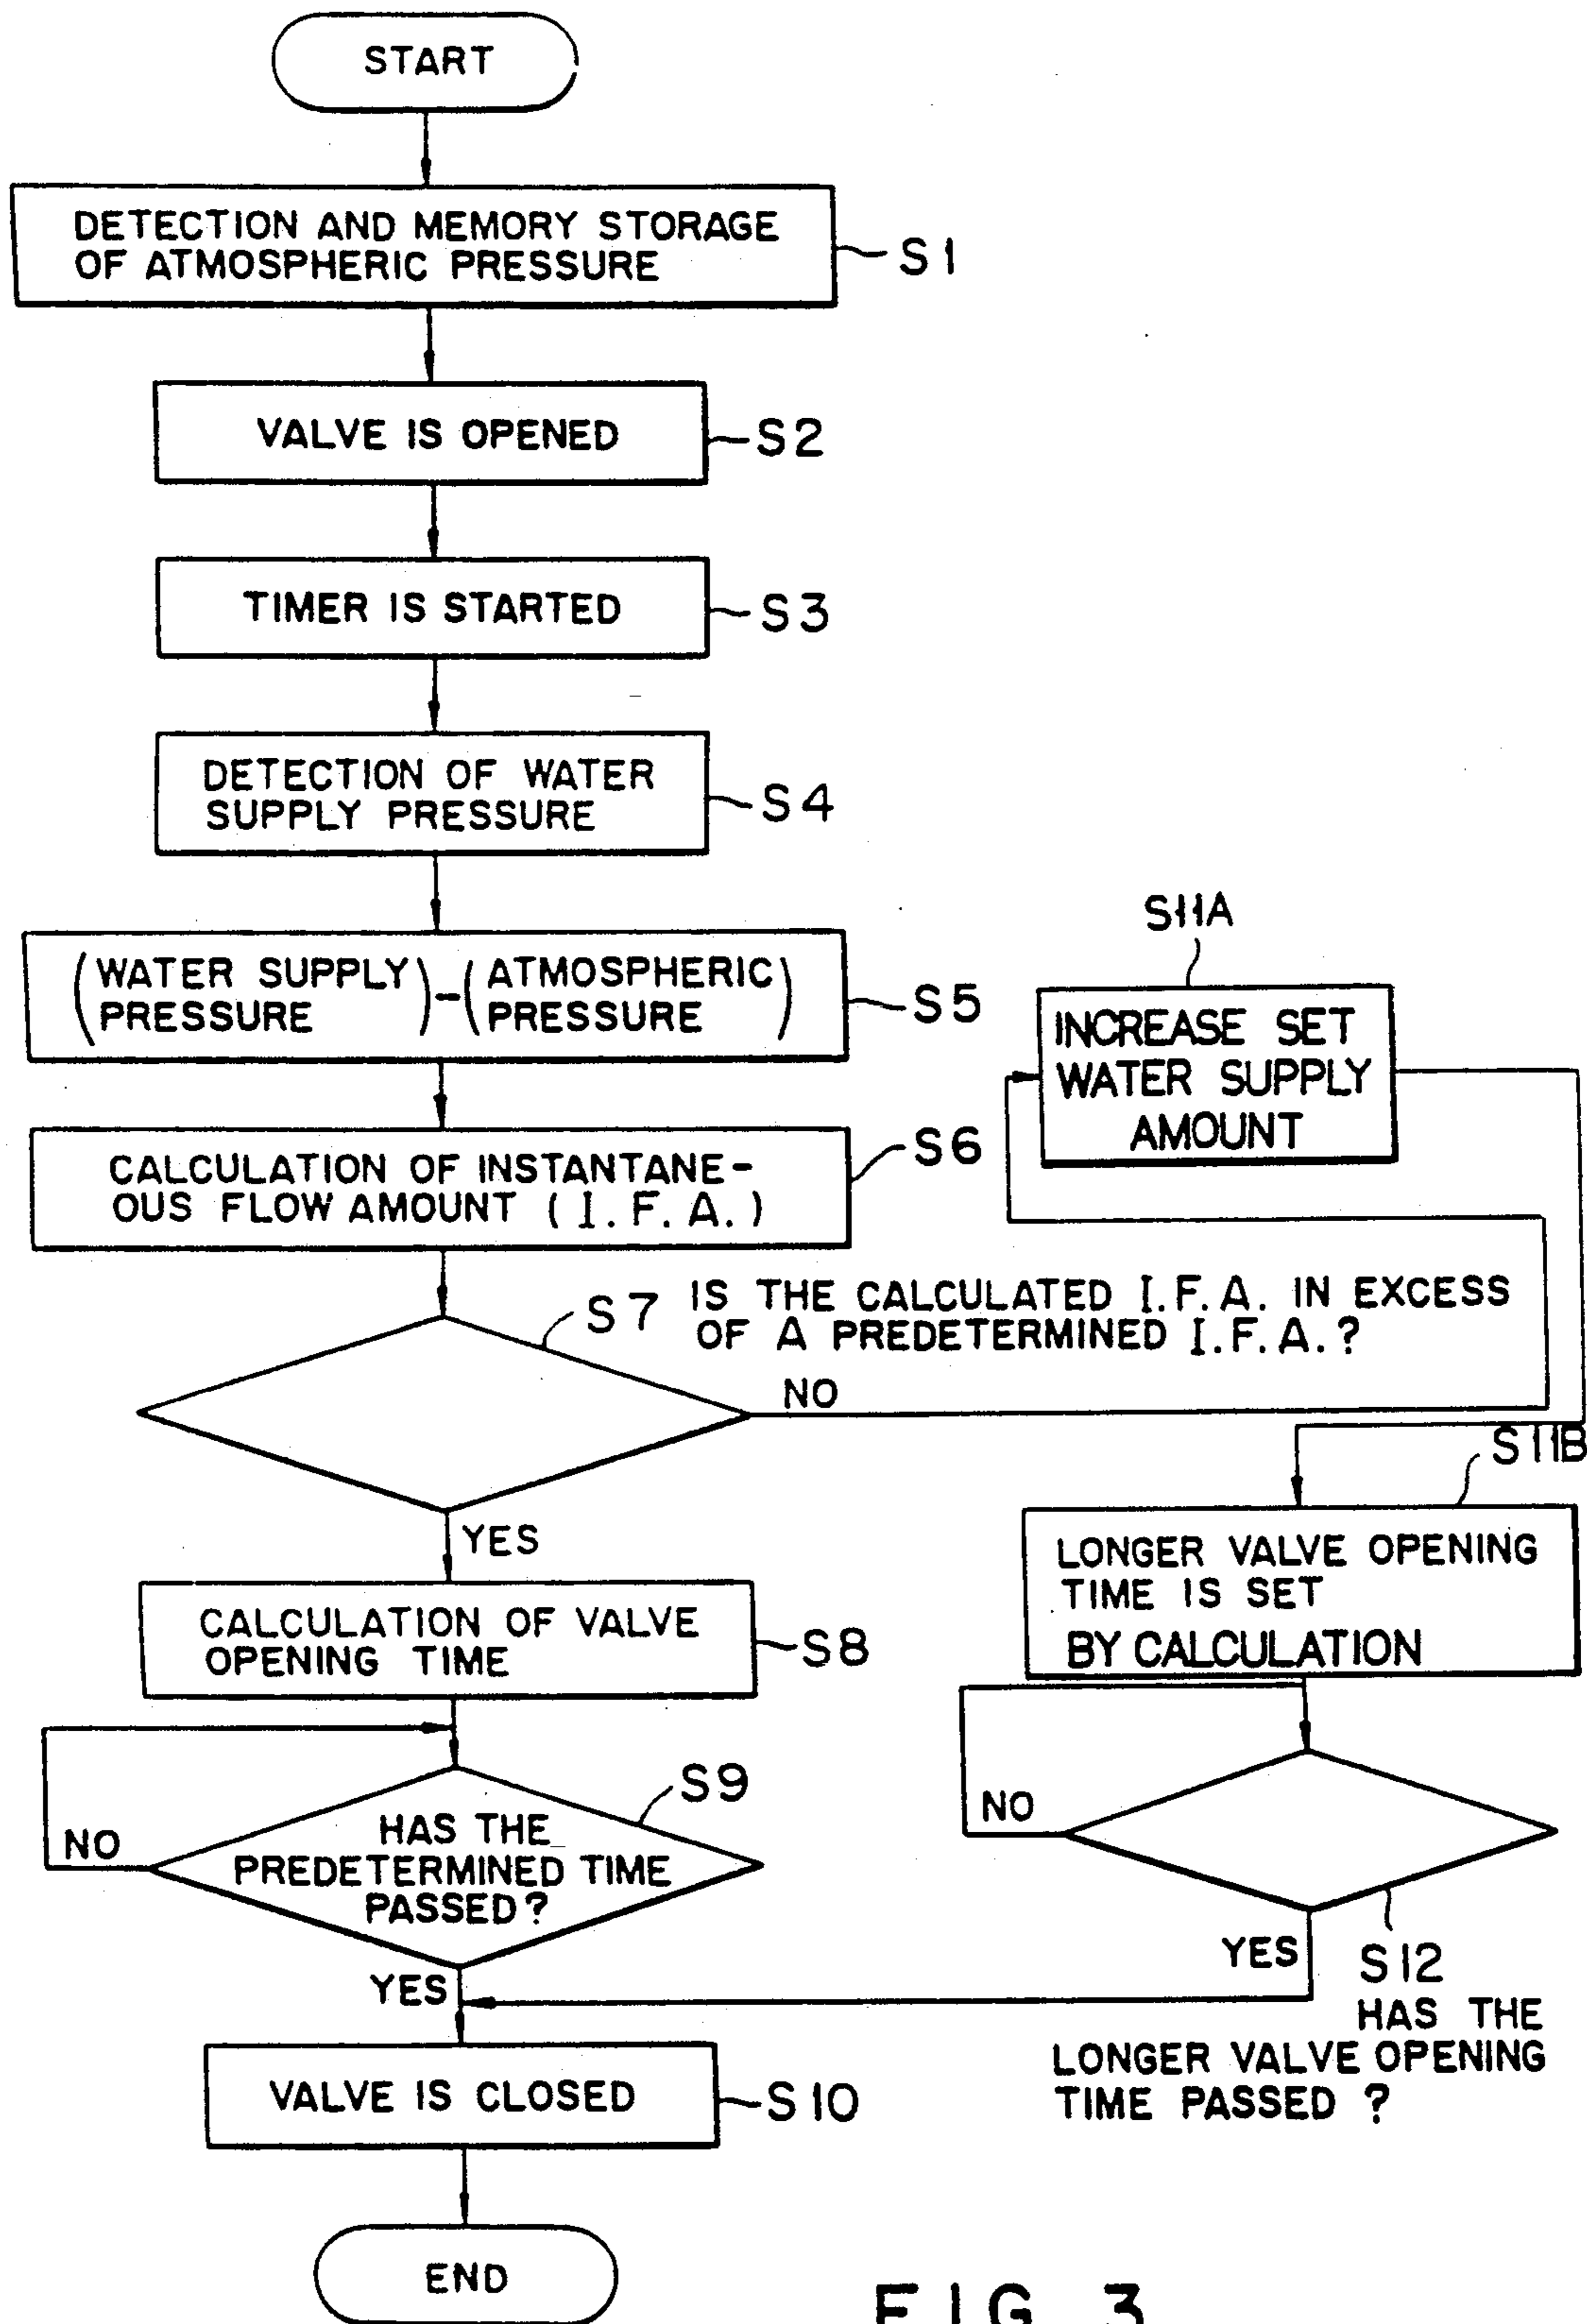 START
DETECTION AND MEMORY STORAGE
OF ATMOSPHERIC PRESSURE
S1
VALVE IS OPENED
S2
TIMER IS STARTED
S3
DETECTION OF WATER
SUPPLY PRESSURE
S4
(WATER SUPPLY PRESSURE) - (ATMOSPHERIC PRESSURE)
S5
CALCULATION OF INSTANTANE-
OUS FLOW AMOUNT (I.F.A.)
S6
S7
IS THE CALCULATED I.F.A. IN EXCESS
OF A PREDETERMINED I.F.A.?
NO
YES
S11A
INCREASE SET
WATER SUPPLY
AMOUNT
S11B
LONGER VALVE OPENING
TIME IS SET
BY CALCULATION
CALCULATION OF VALVE
OPENING TIME
S8
S9
HAS THE
PREDETERMINED TIME
PASSED?
NO
YES
NO
YES
S12
HAS THE
LONGER VALVE OPENING
TIME PASSED ?
VALVE IS CLOSED
S10
END
FIG. 3